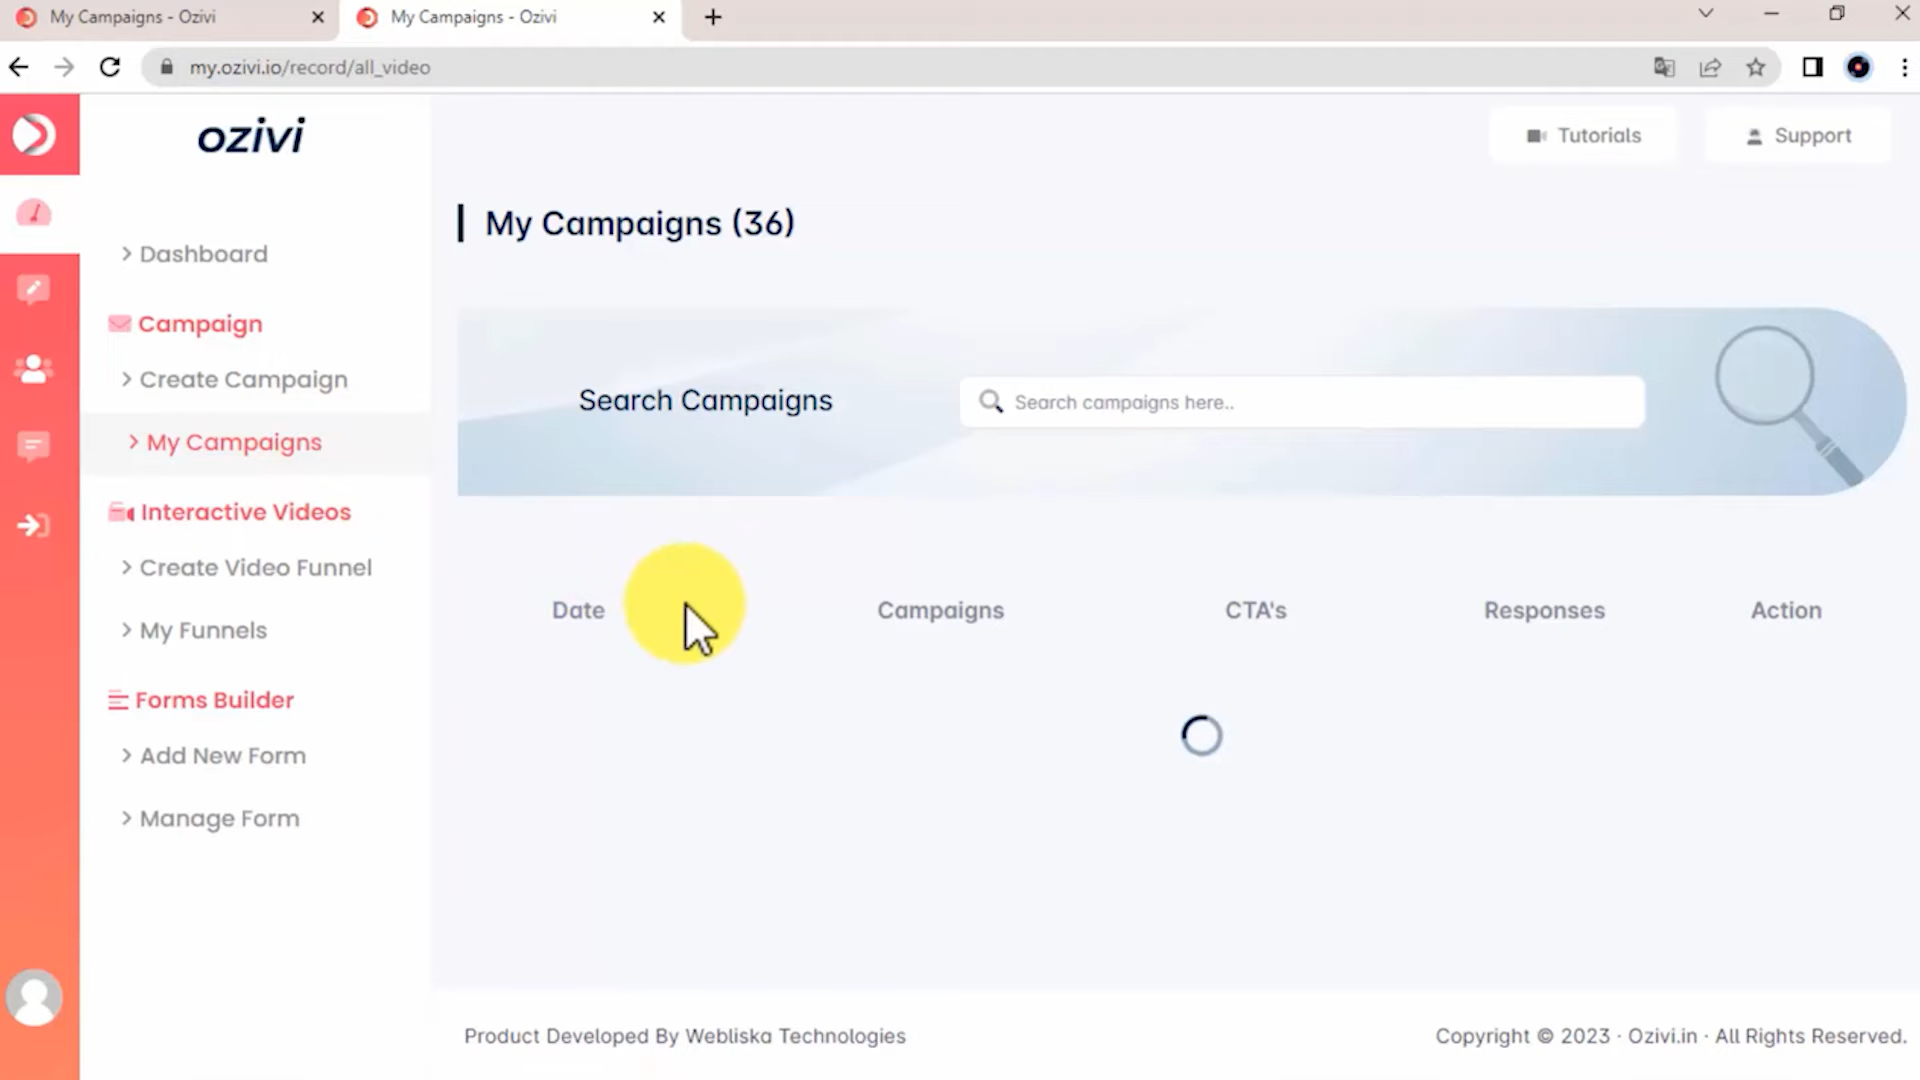 My Campaigns - Ozivi
My Campaigns - Ozivi
my.ozivi.io/record/all_video
ozivi
Tutorials
Support
Dashboard
Campaign
Create Campaign
My Campaigns
Interactive Videos
Create Video Funnel
My Funnels
Forms Builder
Add New Form
Manage Form
My Campaigns (36)
Search Campaigns
Search campaigns here..
Date Campaigns CTA's Responses Action
Product Developed By Webliska Technologies
Copyright © 2023 · Ozivi.in · All Rights Reserved.